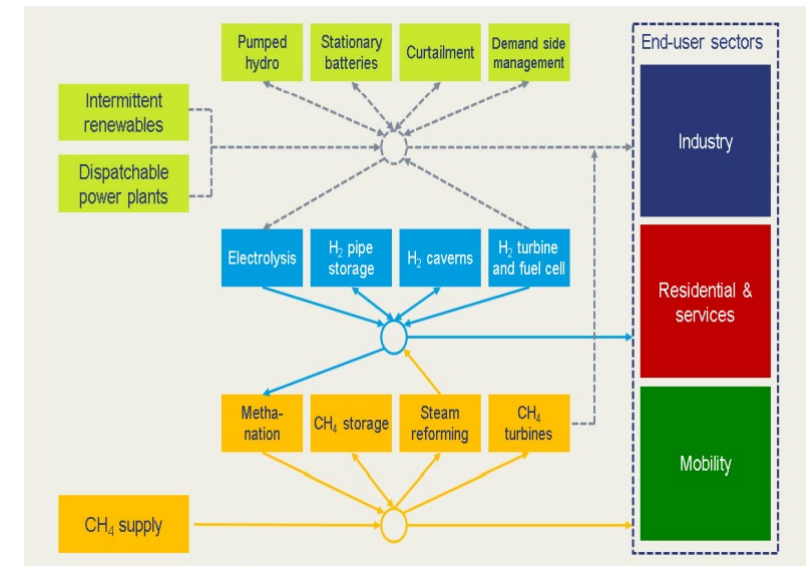 Pumped
hydro
Stationary
batteries
Curtailment
Demand side
management
End-user sectors
Intermittent
renewables
Dispatchable
power plants
Industry
Electrolysis
H₂ pipe
storage
H₂ caverns
H₂ turbine
and fuel cell
Residential &
services
Metha-
nation
CH₄ storage
Steam
reforming
CH₄
turbines
Mobility
CH₄ supply